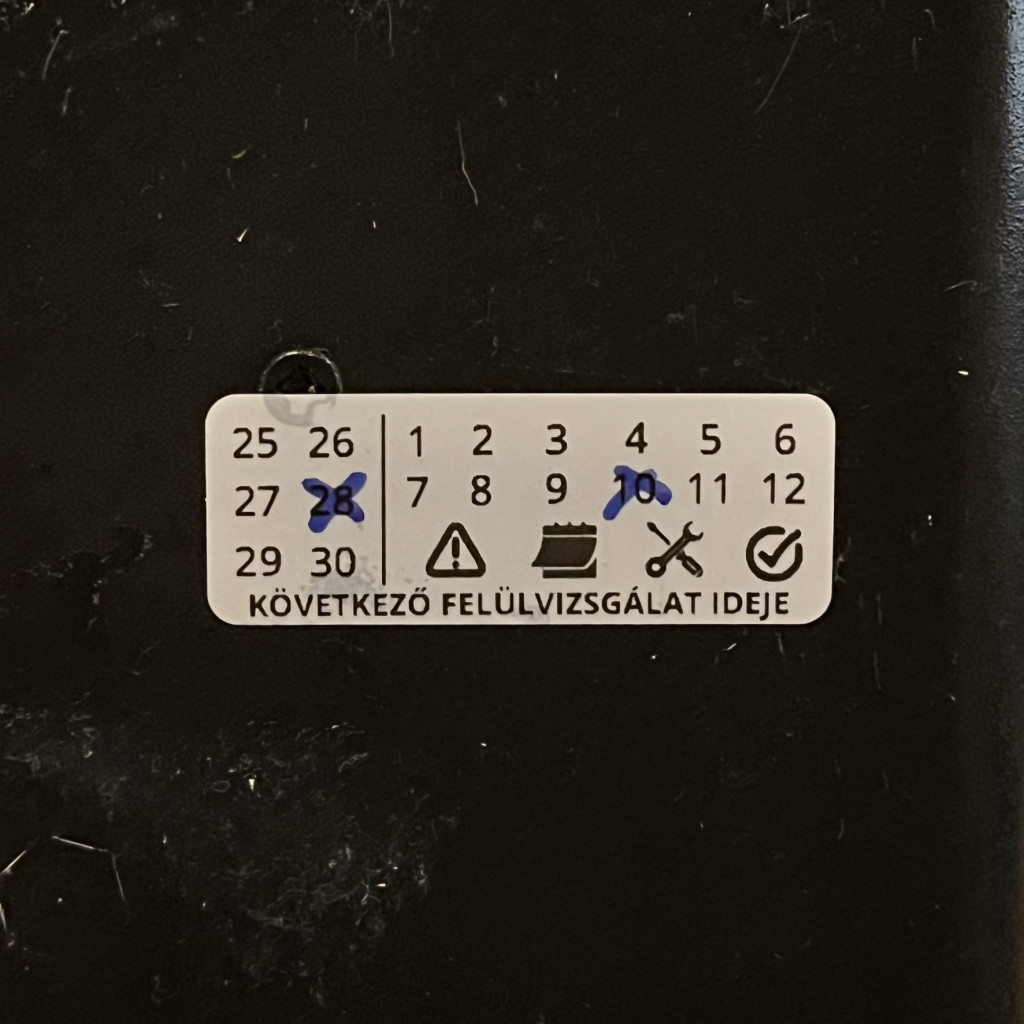 25 26 1 2 3 4 5 6
27 28 7 8 9 10 11 12
29 30
KÖVETKEZŐ FELÜLVIZSGÁLAT IDEJE